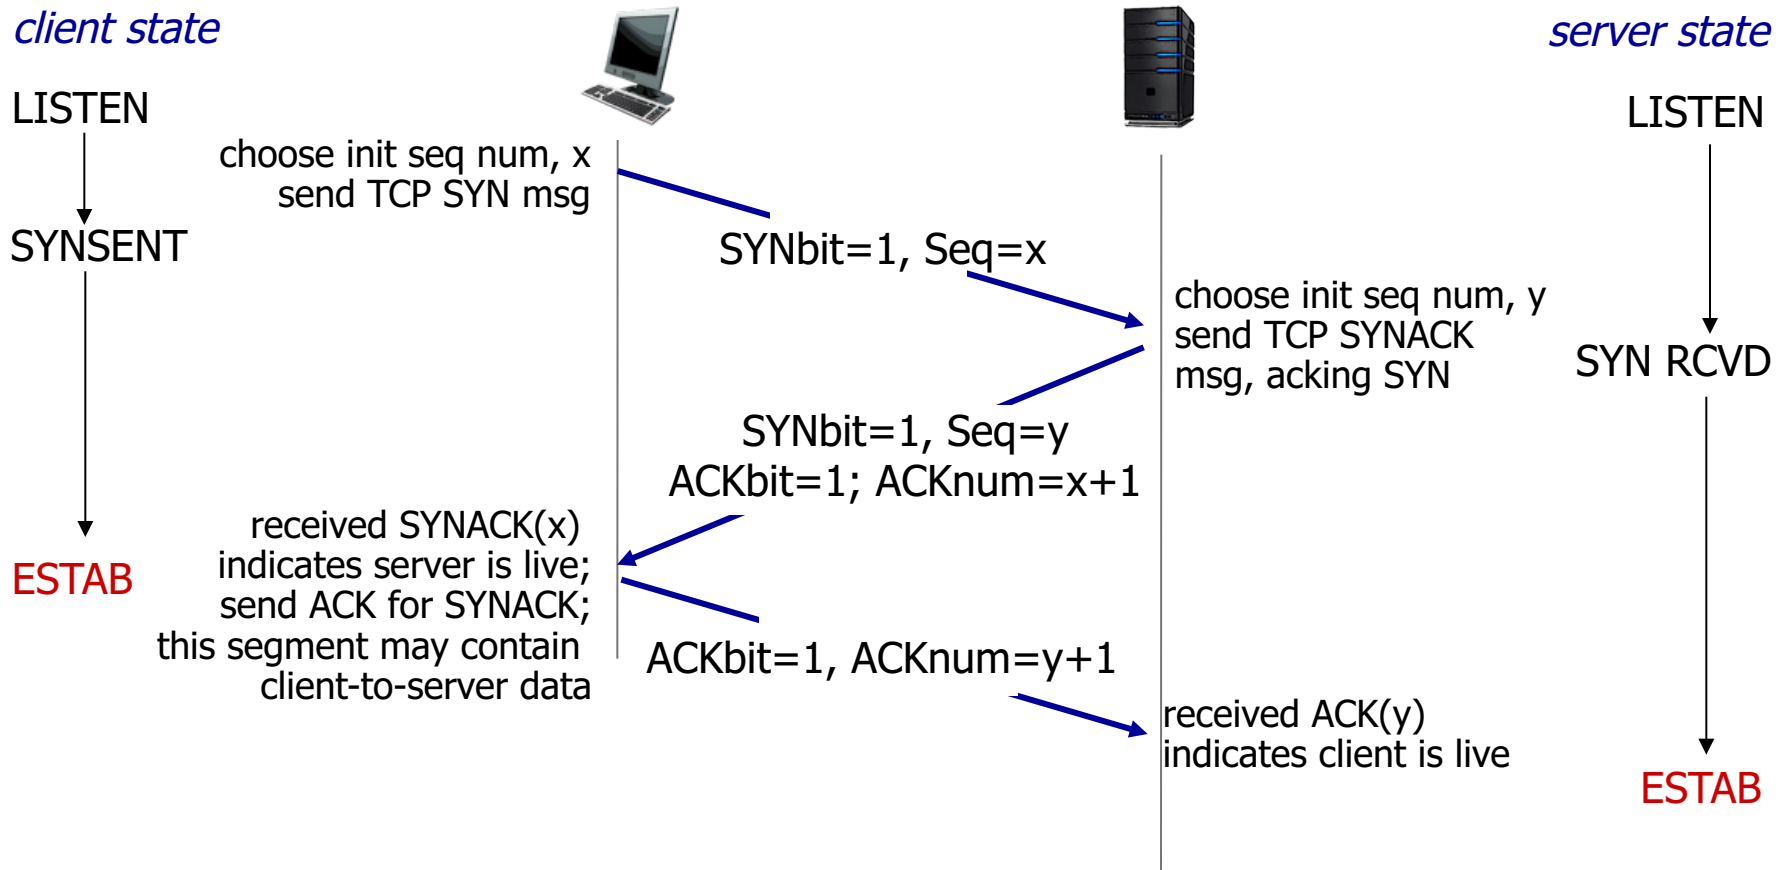 client state
server state
LISTEN
LISTEN
choose init seq num, x
send TCP SYN msg
SYNSENT
SYNbit=1, Seq=x
choose init seq num, y
send TCP SYNACK
msg, acking SYN
SYN RCVD
SYNbit=1, Seq=y
ACKbit=1; ACKnum=x+1
received SYNACK(x)
indicates server is live;
send ACK for SYNACK;
this segment may contain
client-to-server data
ESTAB
ACKbit=1, ACKnum=y+1
received ACK(y)
indicates client is live
ESTAB